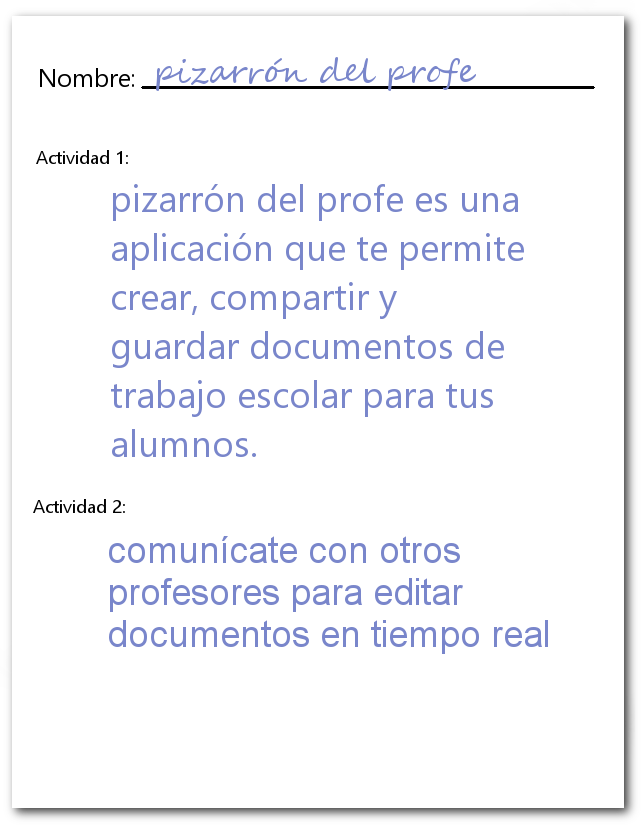 Nombre: pizarrón del profe
Actividad 1:
pizarrón del profe es una
aplicación que te permite
crear, compartir y
guardar documentos de
trabajo escolar para tus
alumnos.
Actividad 2:
comunícate con otros
profesores para editar
documentos en tiempo real